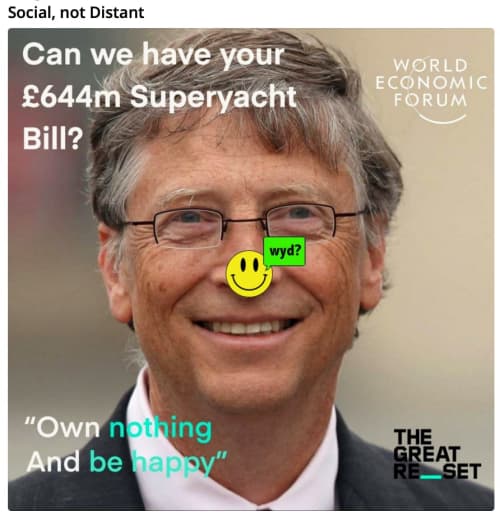 Social, not Distant
Can we have your
£644m Superyacht
Bill?
WORLD
ECONOMIC
FORUM
wyd?
"Own nothing
And be happy"
THE
GREAT
RE__SET